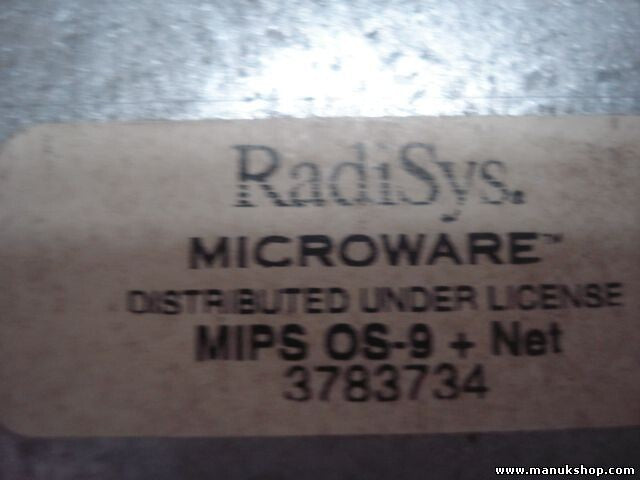 RadiSys.
MICROWARE™
DISTRIBUTED UNDER LICENSE
MIPS OS-9 + Net
3783734
www.manukshop.com